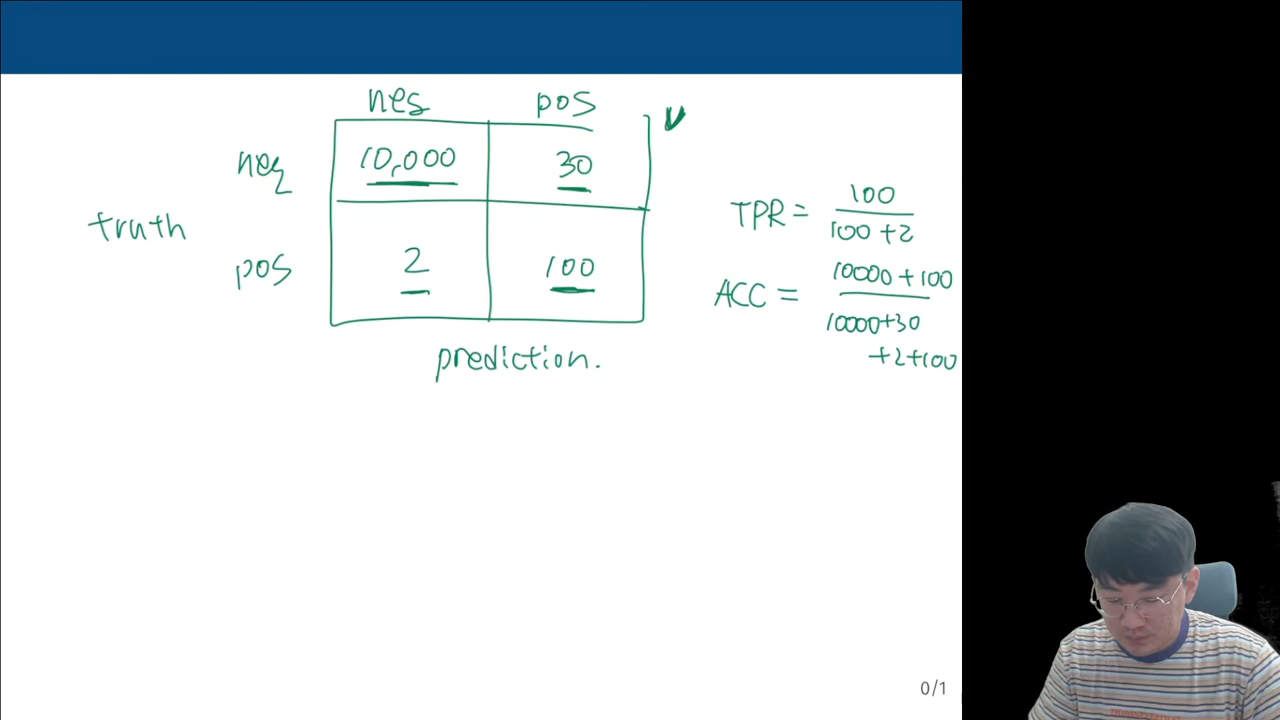 neg pos
neg 10,000 30
truth
pos 2 100
prediction.
TPR = 100 / 100 + 2
ACC = 10000 + 100 / 10000+30
+2+100
0/1